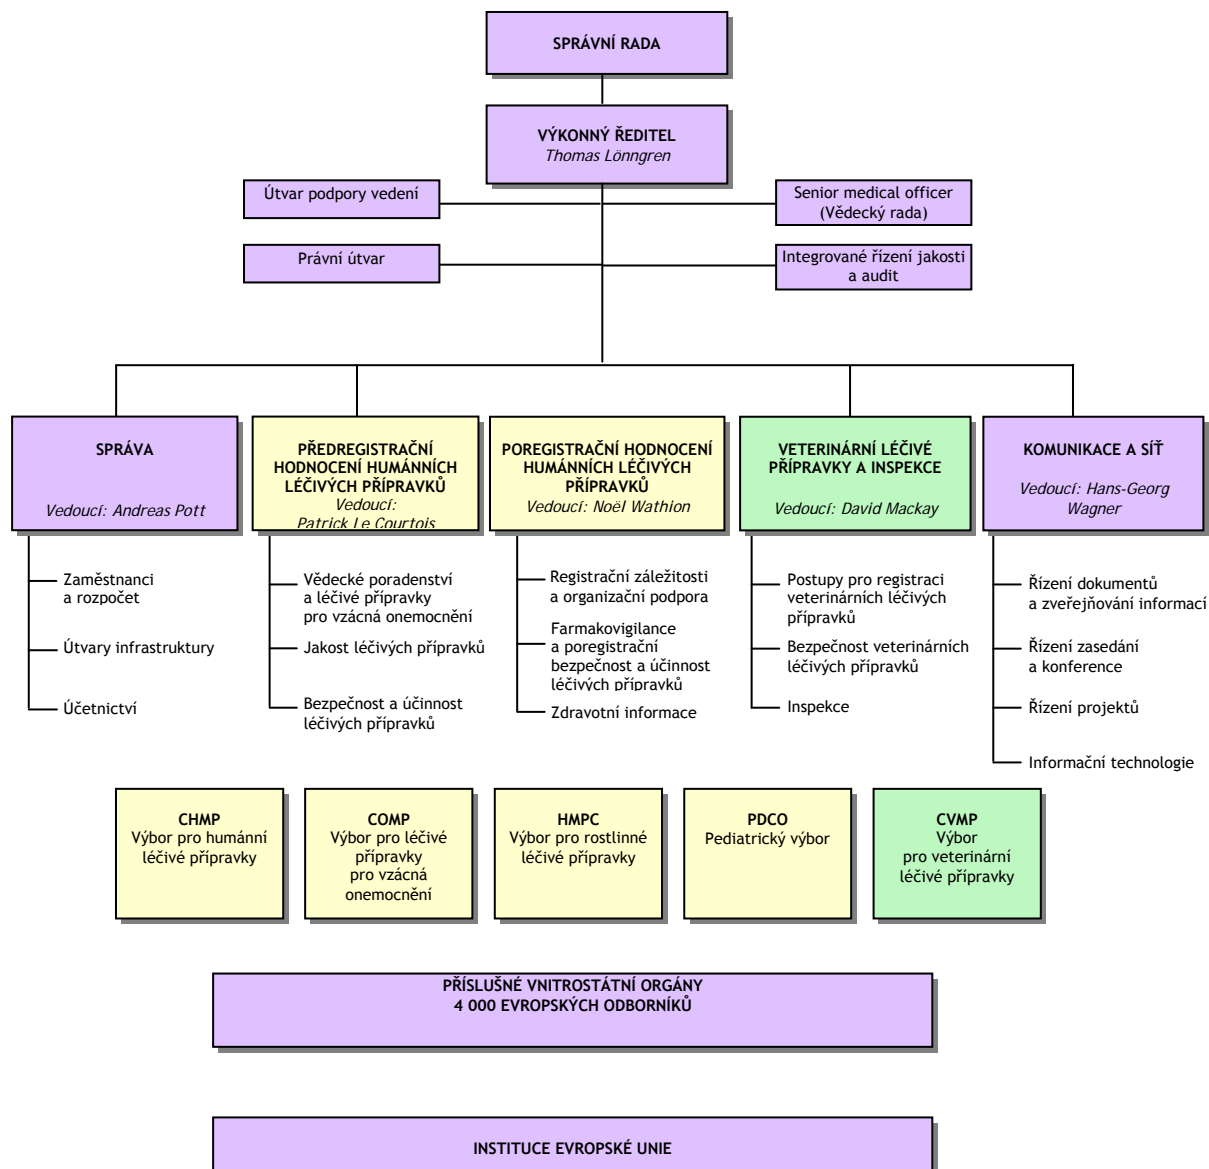 SPRÁVNÍ RADA
VÝKONNÝ ŘEDITEL
Thomas Lönngren
Útvar podpory vedení
Senior medical officer
(Vědecký rada)
Právní útvar
Integrované řízení jakosti
a audit
SPRÁVA
Vedoucí: Andreas Pott
PŘEDREGISTRAČNÍ
HODNOCENÍ HUMÁNNÍCH
LÉČIVÝCH PŘÍPRAVKŮ
Vedoucí:
Patrick Le Courtois
POREGISTRAČNÍ HODNOCENÍ
HUMÁNNÍCH LÉČIVÝCH
PŘÍPRAVKŮ
Vedoucí: Noël Wathion
VETERINÁRNÍ LÉČIVÉ
PŘÍPRAVKY A INSPEKCE
Vedoucí: David Mackay
KOMUNIKACE A SÍŤ
Vedoucí: Hans-Georg
Wagner
Zaměstnanci
a rozpočet
Útvary infrastruktury
Účetnictví
Vědecké poradenství
a léčivé přípravky
pro vzácná onemocnění
Jakost léčivých přípravků
Bezpečnost a účinnost
léčivých přípravků
Registrační záležitosti
a organizační podpora
Farmakovigilance
a poregistrační
bezpečnost a účinnost
léčivých přípravků
Zdravotní informace
Postupy pro registraci
veterinárních léčivých
přípravků
Bezpečnost veterinárních
léčivých přípravků
Inspekce
Řízení dokumentů
a zveřejňování informací
Řízení zasedání
a konference
Řízení projektů
Informační technologie
CHMP
Výbor pro humánní
léčivé přípravky
COMP
Výbor pro léčivé
přípravky
pro vzácná
onemocnění
HMPC
Výbor pro rostlinné
léčivé přípravky
PDCO
Pediatrický výbor
CVMP
Výbor
pro veterinární
léčivé přípravky
PŘÍSLUŠNÉ VNITROSTÁTNÍ ORGÁNY
4 000 EVROPSKÝCH ODBORNÍKŮ
INSTITUCE EVROPSKÉ UNIE